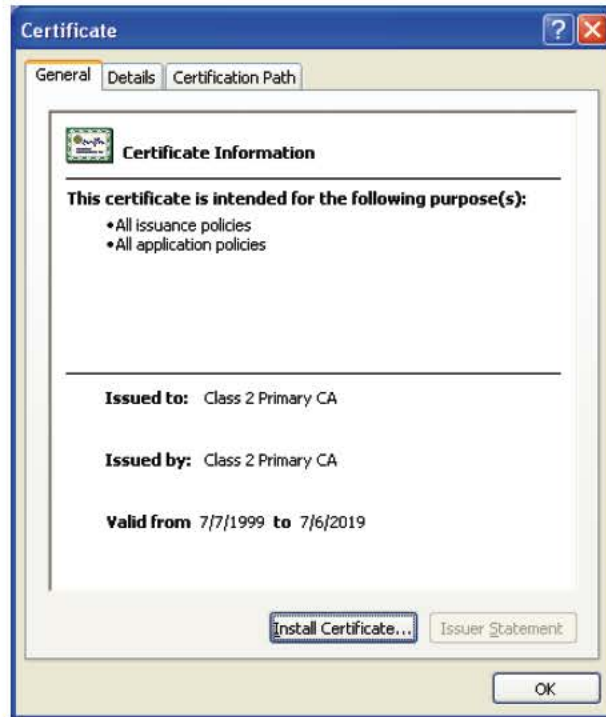 Certificate
General Details Certification Path
Certificate Information
This certificate is intended for the following purpose(s):
•All issuance policies
•All application policies
Issued to: Class 2 Primary CA
Issued by: Class 2 Primary CA
Valid from 7/7/1999 to 7/6/2019
Install Certificate... Issuer Statement
OK